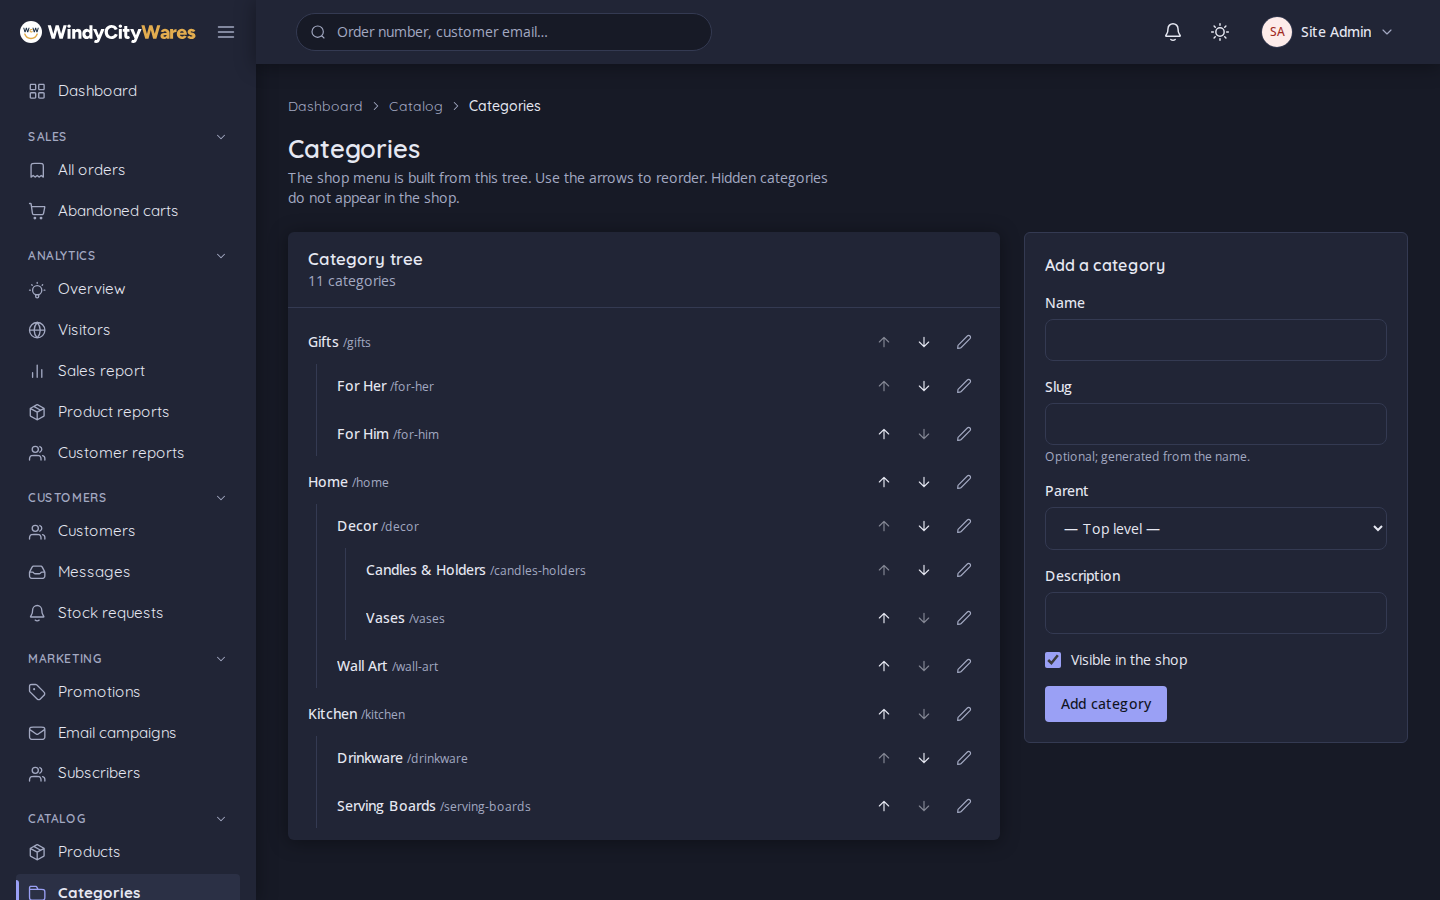 WindyCityWares
Order number, customer email...
SA
Site Admin
Dashboard
SALES
All orders
Abandoned carts
ANALYTICS
Overview
Visitors
Sales report
Product reports
Customer reports
CUSTOMERS
Customers
Messages
Stock requests
MARKETING
Promotions
Email campaigns
Subscribers
CATALOG
Products
Categories
Dashboard > Catalog > Categories
Categories
The shop menu is built from this tree. Use the arrows to reorder. Hidden categories
do not appear in the shop.
Category tree
11 categories
Gifts /gifts
For Her /for-her
For Him /for-him
Home /home
Decor /decor
Candles & Holders /candles-holders
Vases /vases
Wall Art /wall-art
Kitchen /kitchen
Drinkware /drinkware
Serving Boards /serving-boards
Add a category
Name
Slug
Optional; generated from the name.
Parent
— Top level —
Description
Visible in the shop
Add category